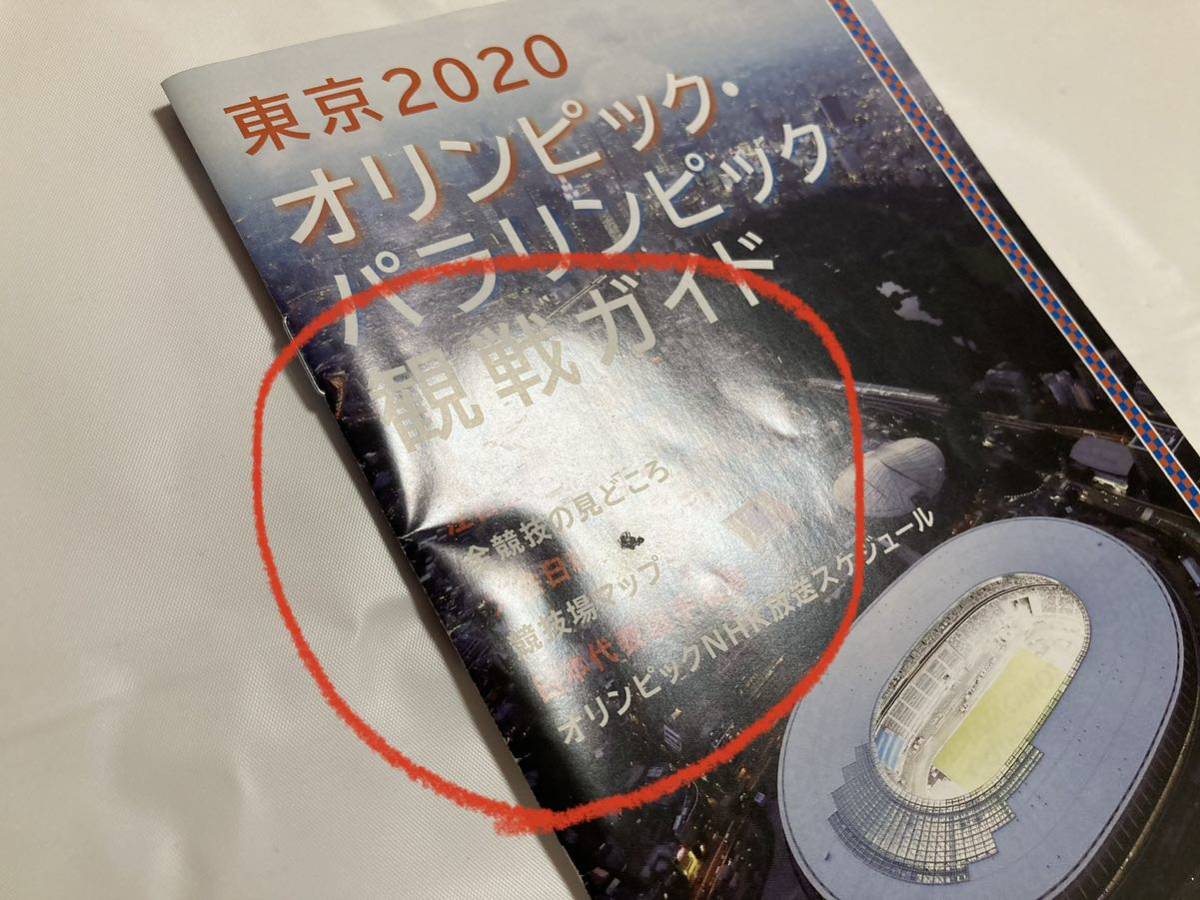 東京2020
オリンピック・
パラリンピック
観戦ガイド
全競技の見どころ
競技場マップ
オリンピックNHK放送スケジュール